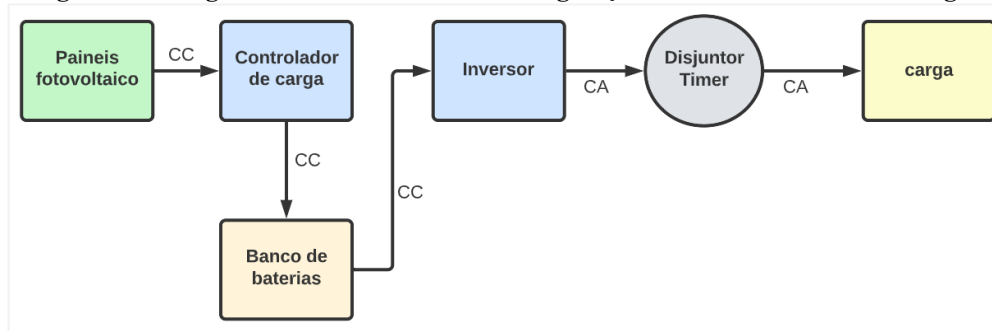 Paineis
fotovoltaico
CC
Controlador
de carga
CC
Banco de
baterias
CC
Inversor
CA
Disjuntor
Timer
CA
carga